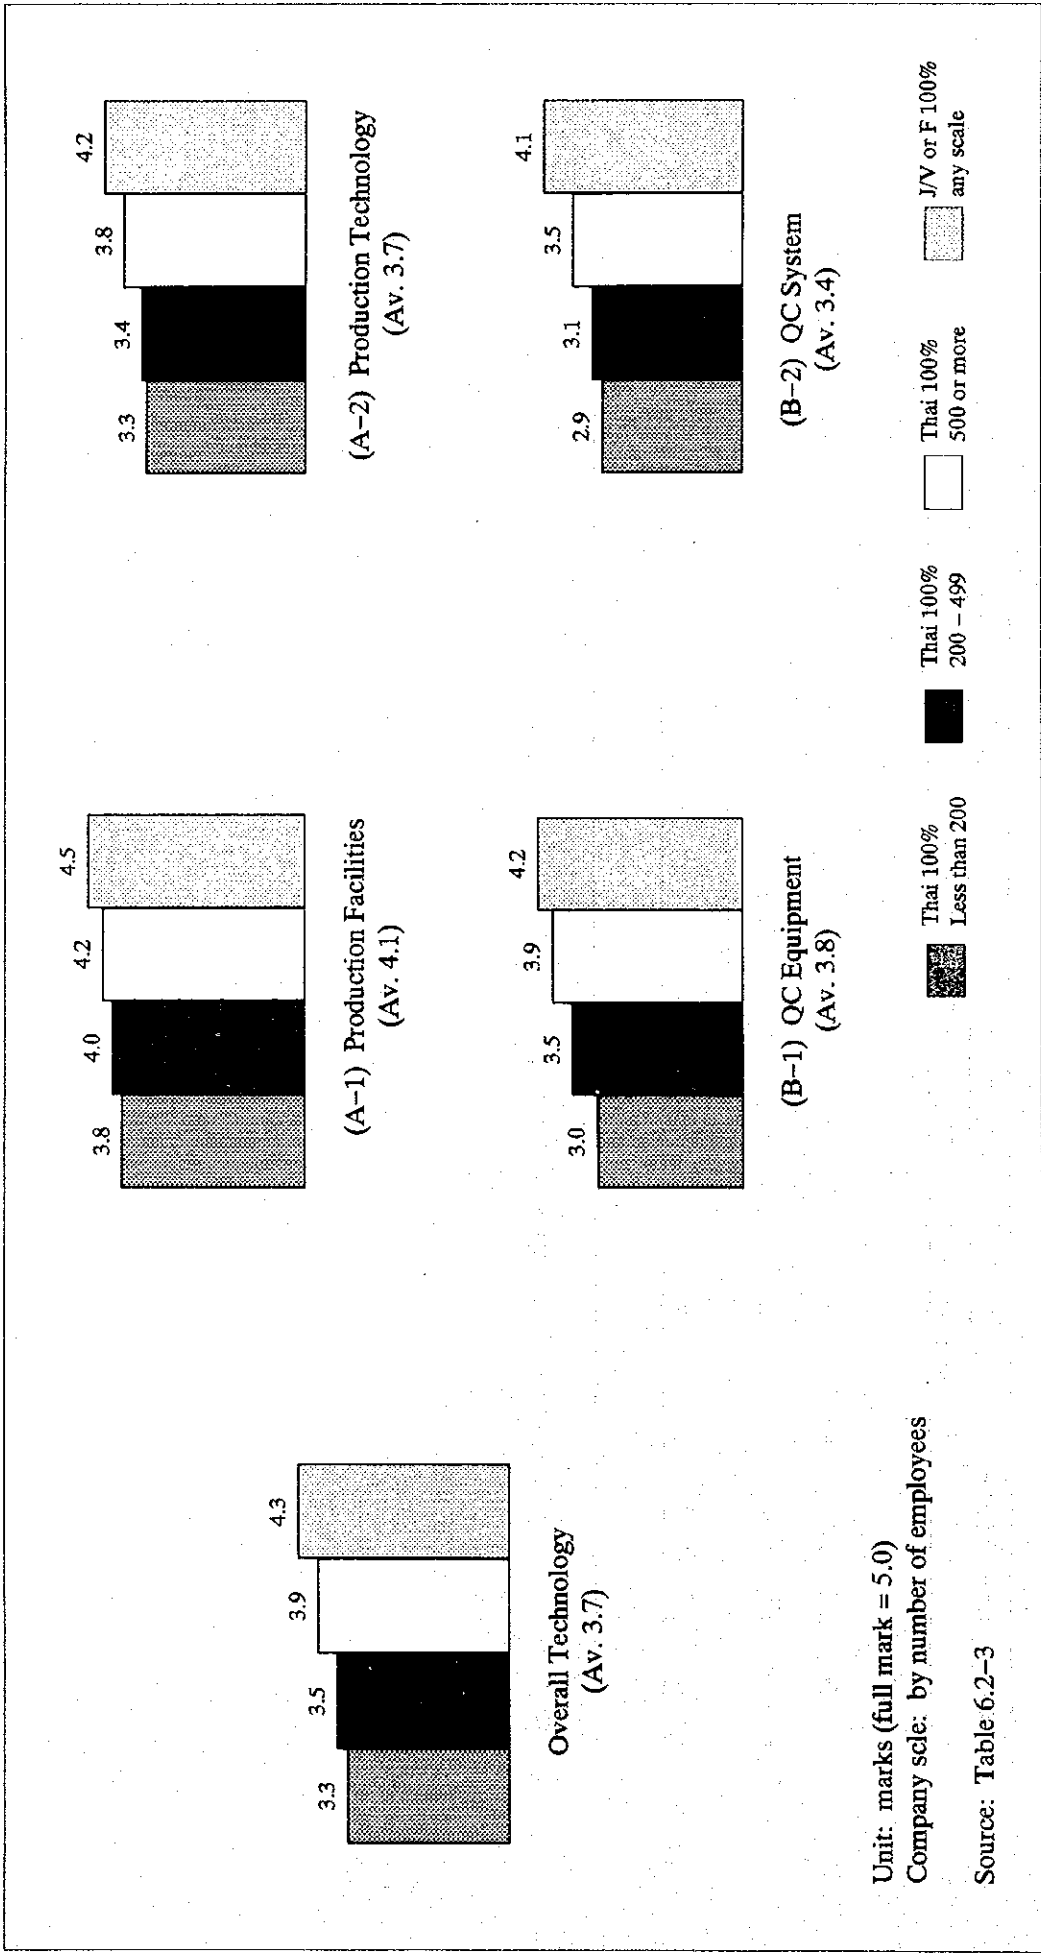 3.3
3.5
3.9
4.3
Overall Technology
(Av. 3.7)
3.8
4.0
4.2
4.5
(A-1) Production Facilities
(Av. 4.1)
3.3
3.4
3.8
4.2
(A-2) Production Technology
(Av. 3.7)
3.0
3.5
3.9
4.2
(B-1) QC Equipment
(Av. 3.8)
2.9
3.1
3.5
4.1
(B-2) QC System
(Av. 3.4)
Unit: marks (full mark = 5.0)
Company scle: by number of employees
Source: Table 6.2-3
Thai 100%
Less than 200
Thai 100%
200 – 499
Thai 100%
500 or more
J/V or F 100%
any scale